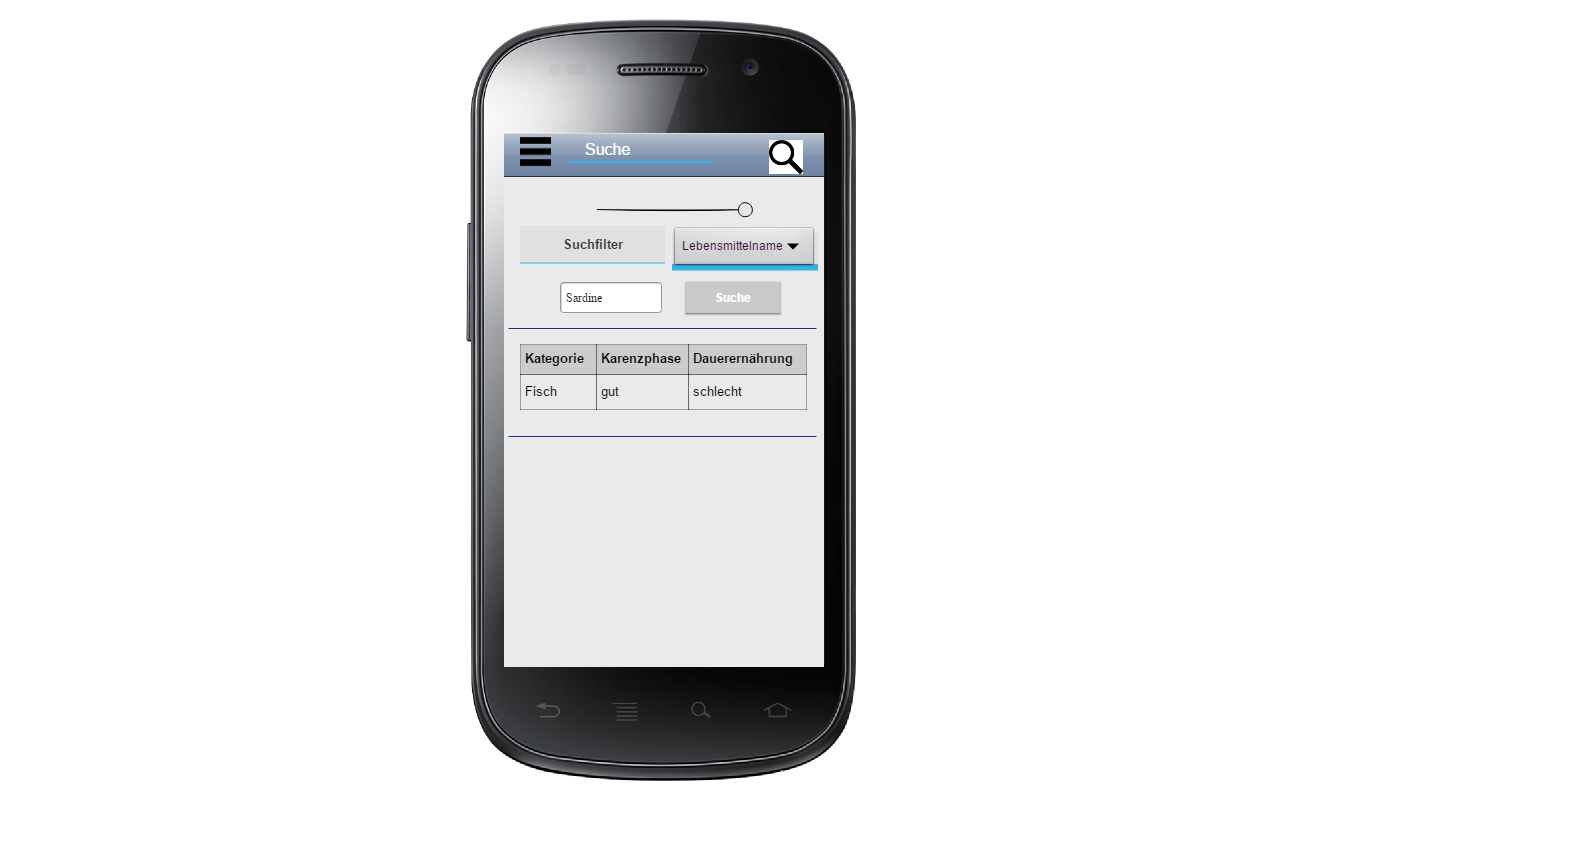 Suche
Suchfilter Lebensmittelname
Sardine Suche
Kategorie Karenzphase Dauerernährung
Fisch gut schlecht